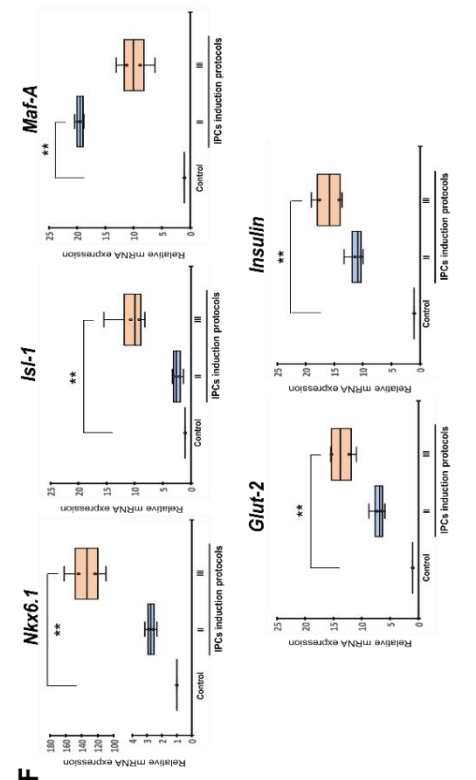 F
Nkx6.1
Relative mRNA expression
180
160
140
120
100
4
3
2
1
0
**
Control
II
III
IPCs induction protocols
Isl-1
Relative mRNA expression
25
20
15
10
5
0
**
Control
II
III
IPCs induction protocols
Maf-A
Relative mRNA expression
25
20
15
10
5
0
**
Control
II
III
IPCs induction protocols
Glut-2
Relative mRNA expression
25
20
15
10
5
0
**
Control
II
III
IPCs induction protocols
Insulin
Relative mRNA expression
25
20
15
10
5
0
**
Control
II
III
IPCs induction protocols